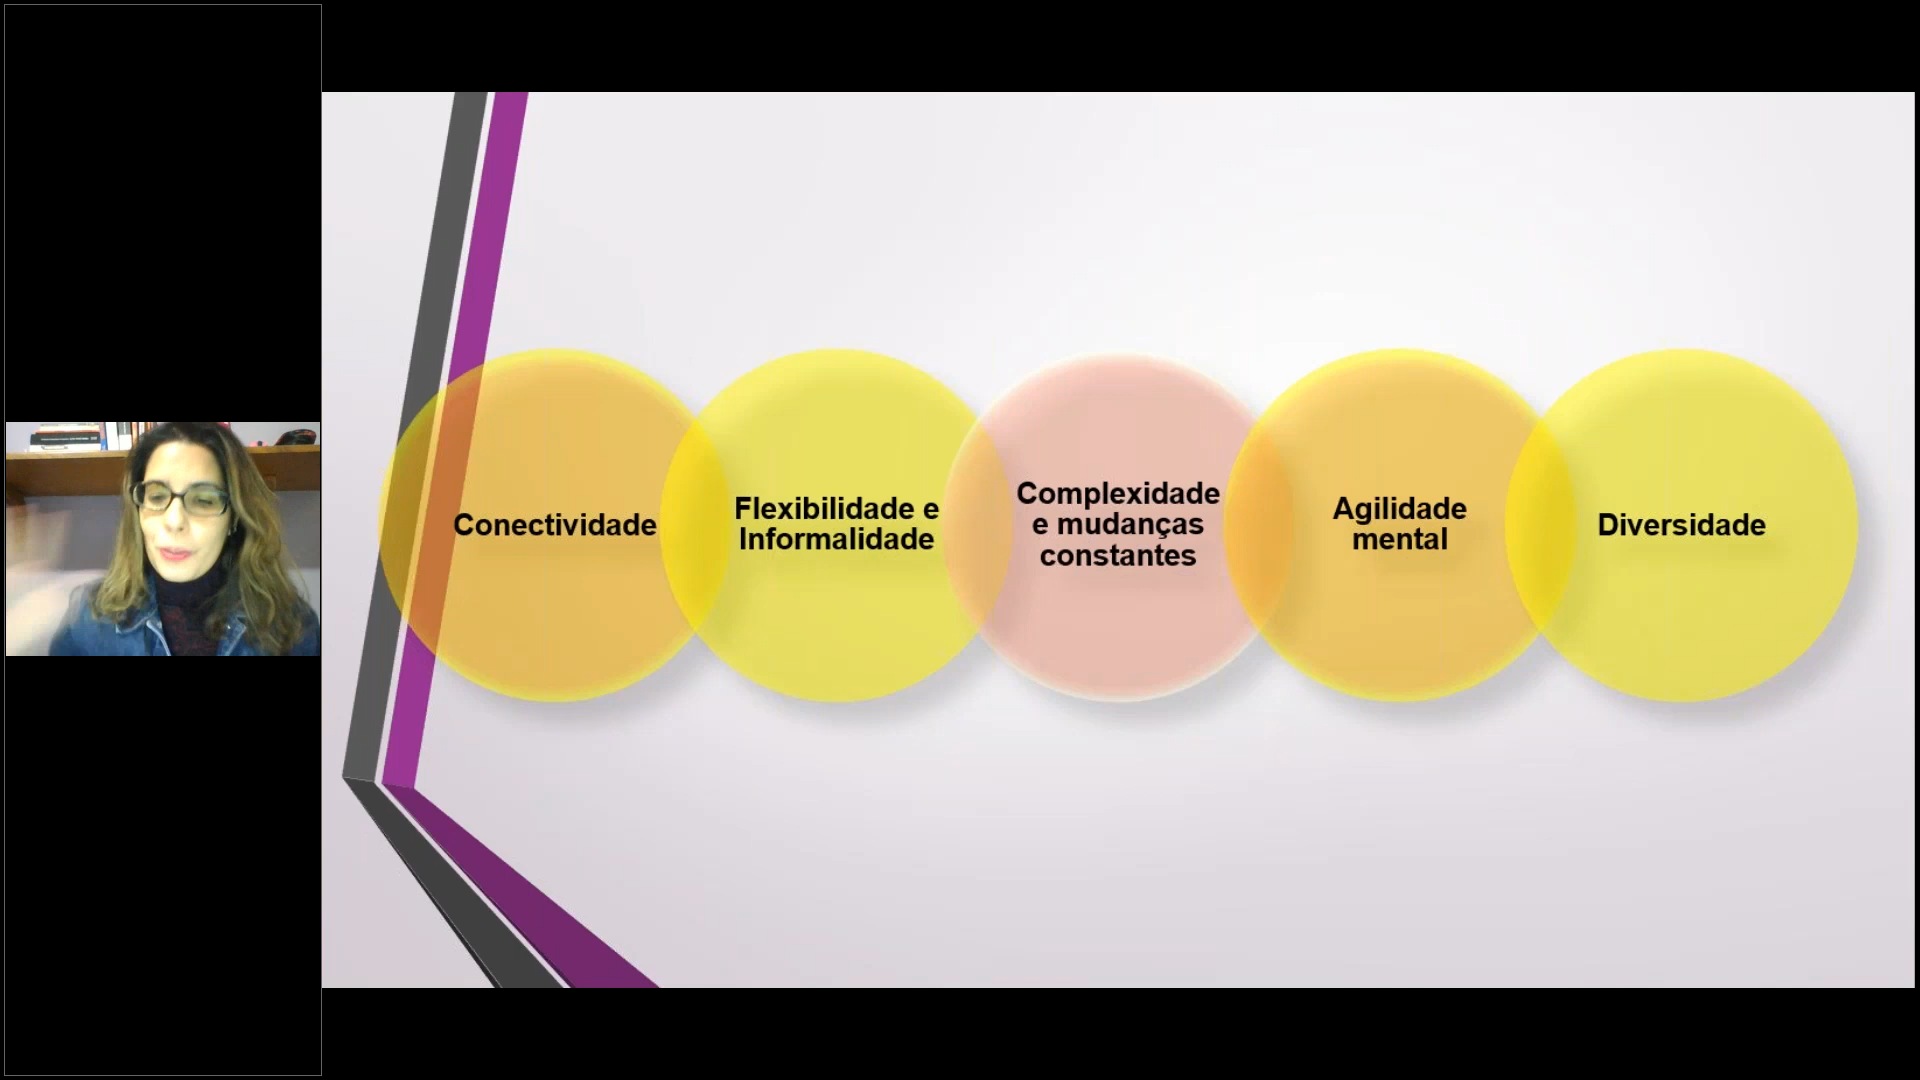 Conectividade
Flexibilidade e
Informalidade
Complexidade
e mudanças
constantes
Agilidade
mental
Diversidade